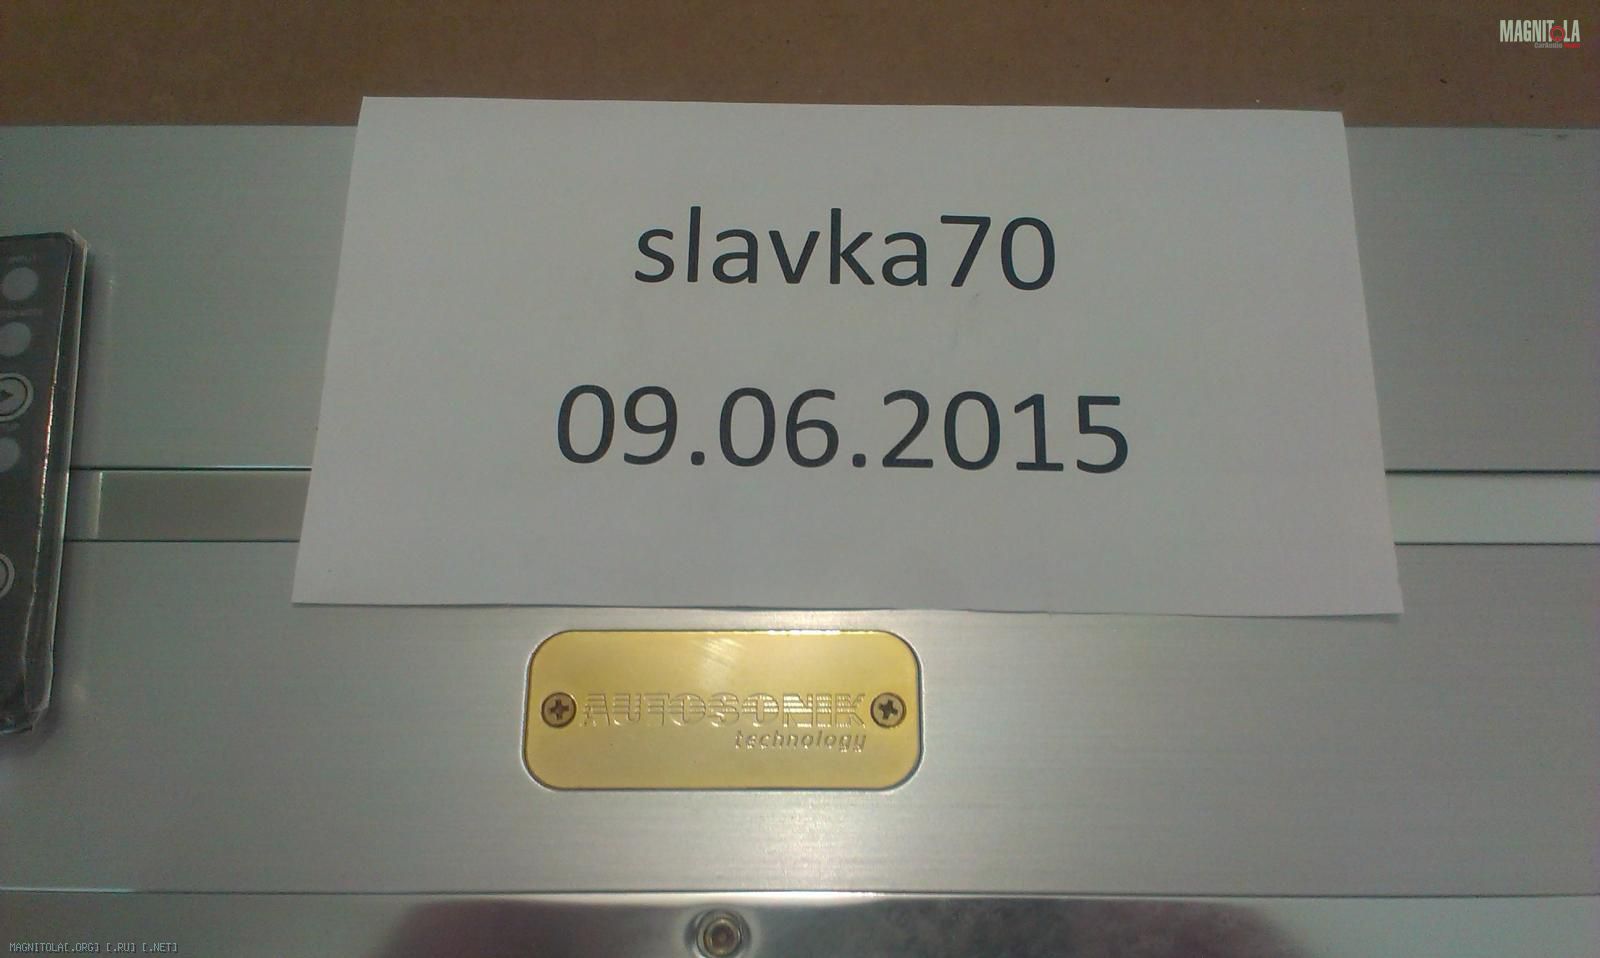 MAGNITOLA
slavka70
09.06.2015
AUTOSONIK
technology
MAGNITOLA[.ORG] [.RU] [.NET]